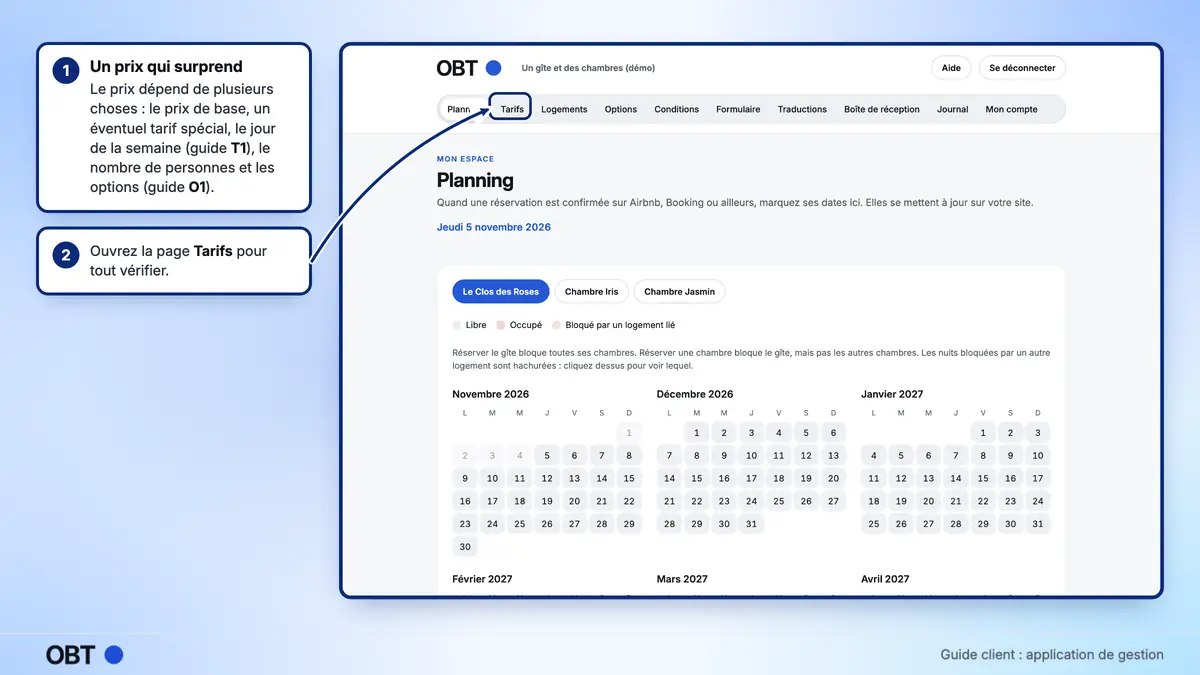 1
Un prix qui surprend
Le prix dépend de plusieurs
choses : le prix de base, un
éventuel tarif spécial, le jour
de la semaine (guide T1), le
nombre de personnes et les
options (guide O1).
2
Ouvrez la page Tarifs pour
tout vérifier.
OBT
Un gîte et des chambres (démo)
Aide
Se déconnecter
Plann Tarifs Logements Options Conditions Formulaire Traductions Boîte de réception Journal Mon compte
MON ESPACE
Planning
Quand une réservation est confirmée sur Airbnb, Booking ou ailleurs, marquez ses dates ici. Elles se mettent à jour sur votre site.
Jeudi 5 novembre 2026
Le Clos des Roses Chambre Iris Chambre Jasmin
Libre Occupé Bloqué par un logement lié
Réserver le gîte bloque toutes ses chambres. Réserver une chambre bloque le gîte, mais pas les autres chambres. Les nuits bloquées par un autre
logement sont hachurées : cliquez dessus pour voir lequel.
Novembre 2026
L M M J V S D
1
2 3 4 5 6 7 8
9 10 11 12 13 14 15
16 17 18 19 20 21 22
23 24 25 26 27 28 29
30
Décembre 2026
L M M J V S D
1 2 3 4 5 6
7 8 9 10 11 12 13
14 15 16 17 18 19 20
21 22 23 24 25 26 27
28 29 30 31
Janvier 2027
L M M J V S D
1 2 3
4 5 6 7 8 9 10
11 12 13 14 15 16 17
18 19 20 21 22 23 24
25 26 27 28 29 30 31
Février 2027
Mars 2027
Avril 2027
OBT
Guide client : application de gestion